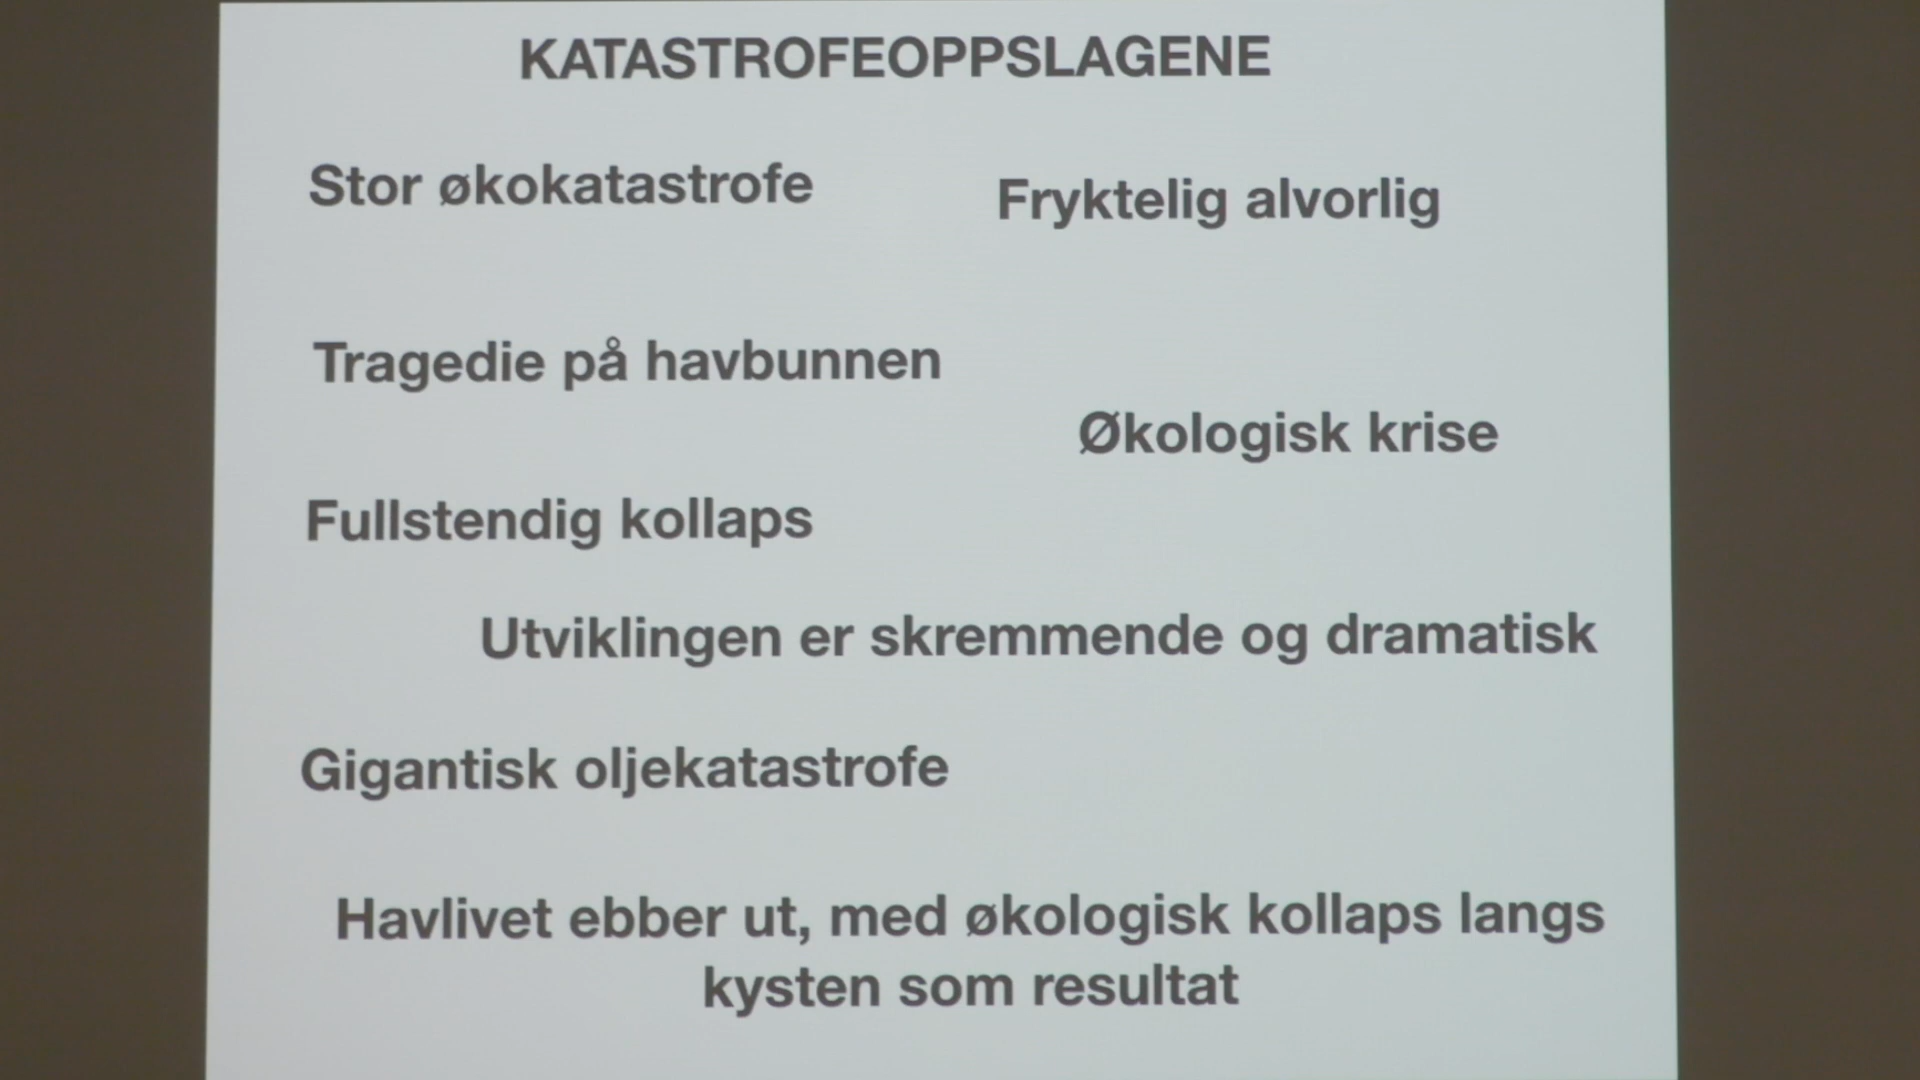 KATASTROFEOPPSLAGENE
Stor økokatastrofe
Fryktelig alvorlig
Tragedie på havbunnen
Økologisk krise
Fullstendig kollaps
Utviklingen er skremmende og dramatisk
Gigantisk oljekatastrofe
Havlivet ebber ut, med økologisk kollaps langs
kysten som resultat